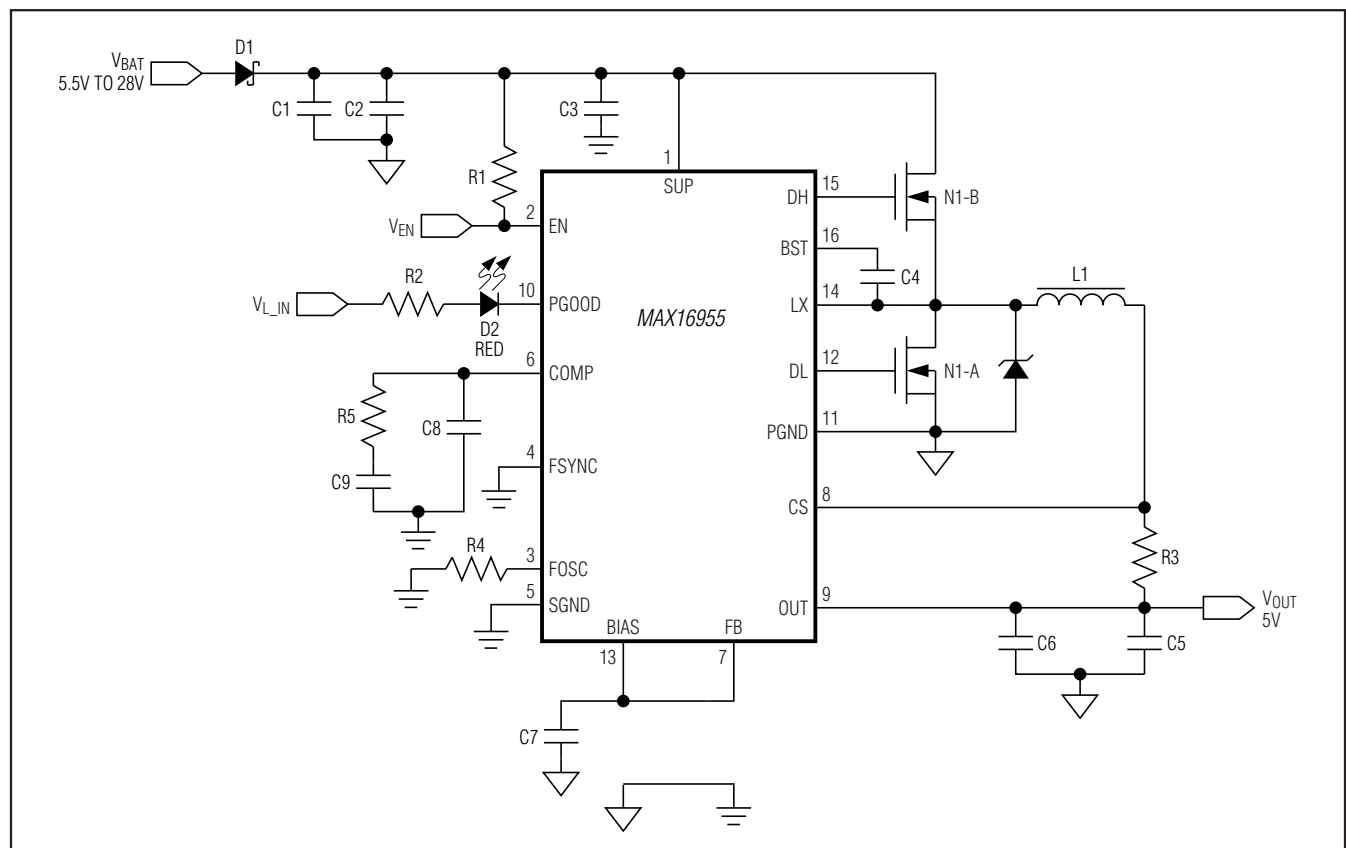 D1
V_BAT
5.5V TO 28V
C1
C2
C3
R1
1
SUP
DH
15
N1-B
V_EN
2
EN
BST
16
C4
L1
R2
V_L_IN
10
PGOOD
MAX16955
LX
14
D2
RED
6
COMP
DL
12
N1-A
R5
C8
PGND
11
4
FSYNC
C9
CS
8
R4
3
FOSC
R3
5
SGND
OUT
9
V_OUT
5V
BIAS
FB
13
7
C6
C5
C7